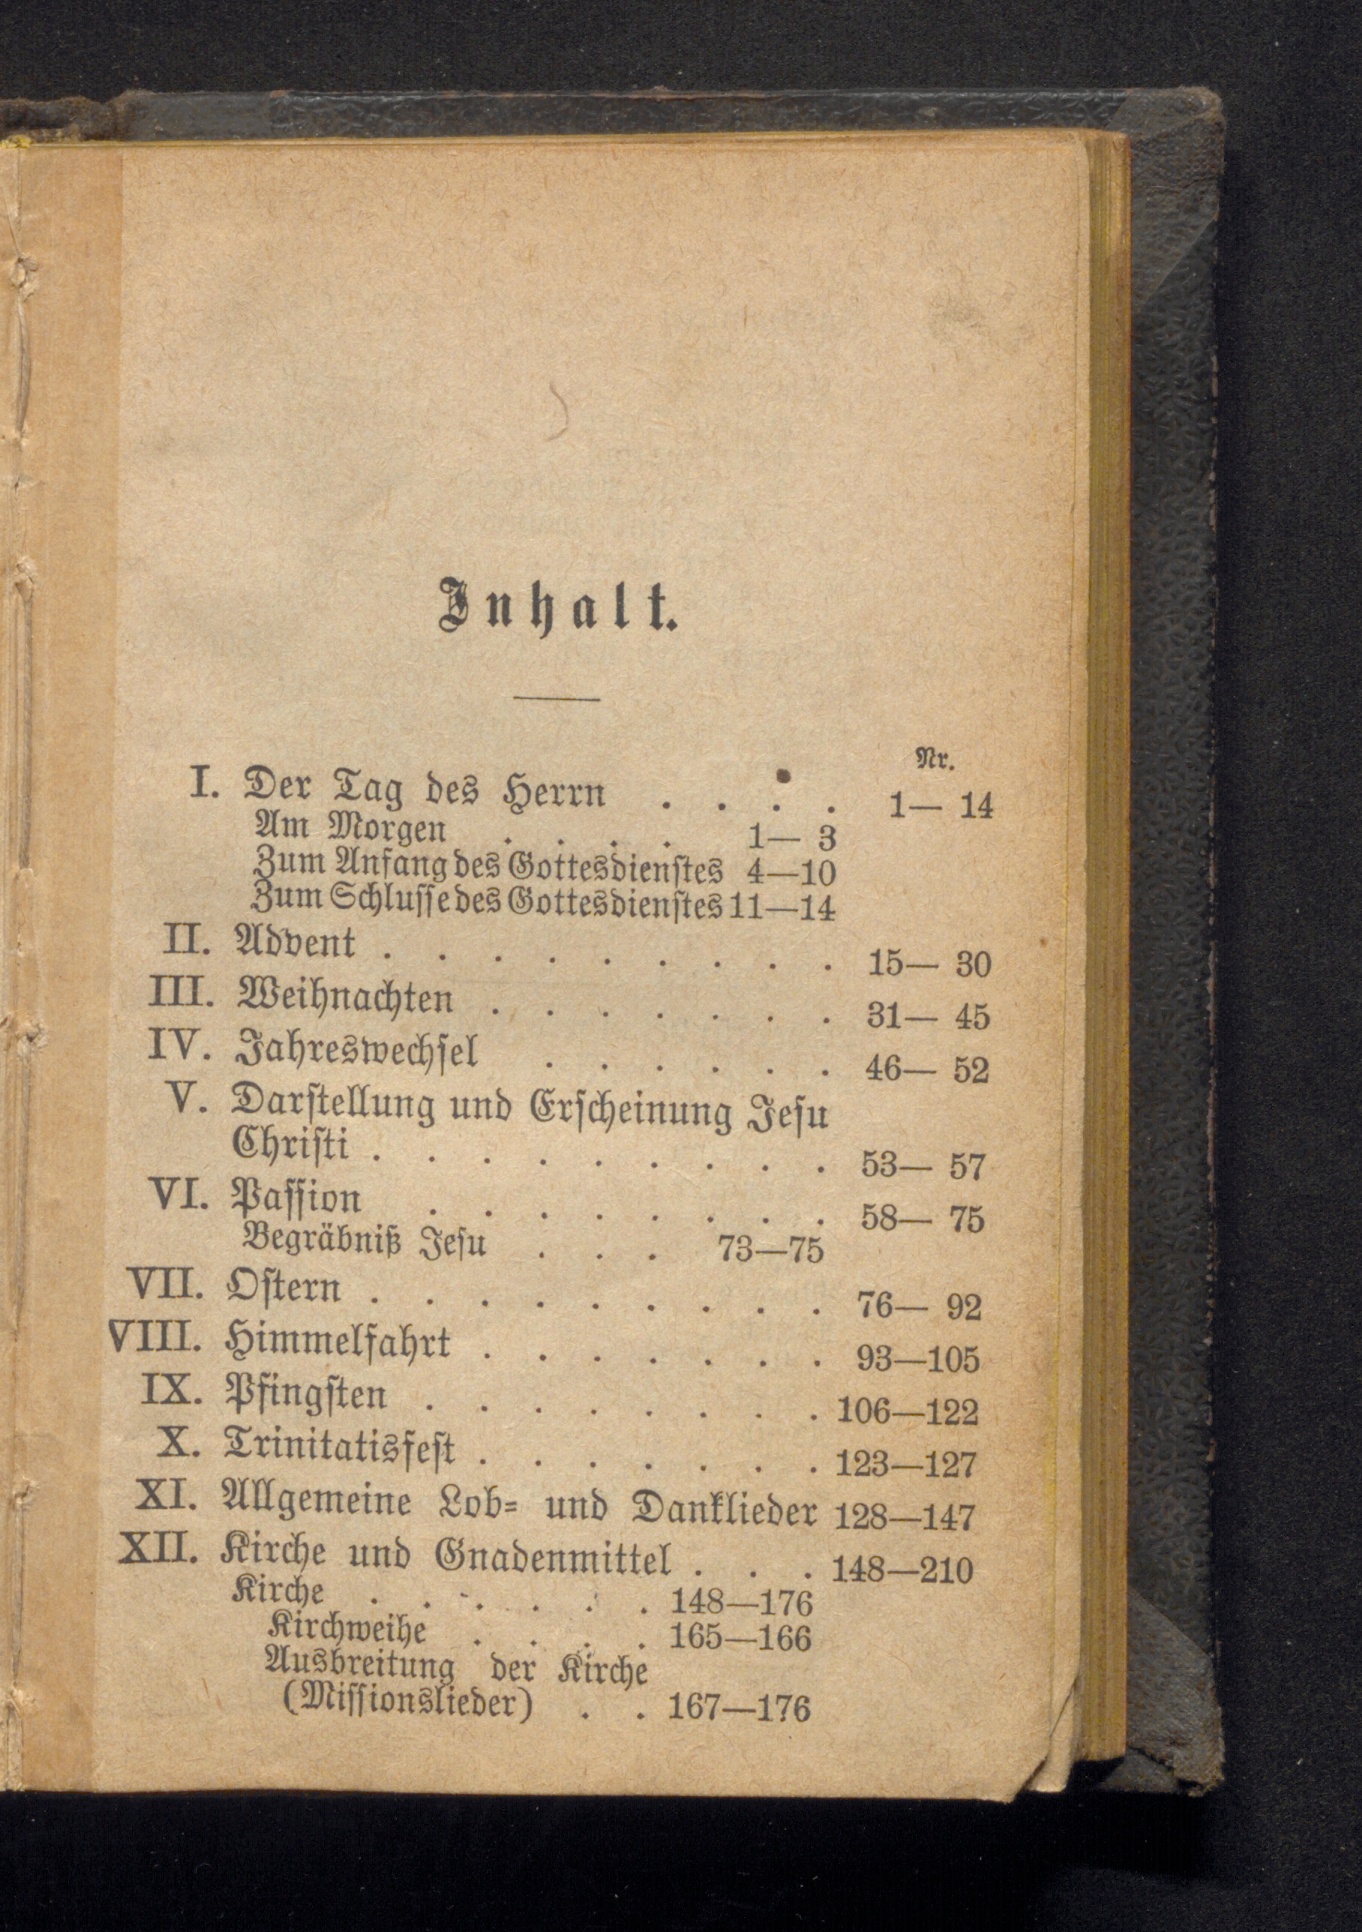 Inhalt.
Nr.
I. Der Tag des Herrn . . . . 1— 14
Am Morgen . . . . 1— 3
Zum Anfang des Gottesdienſtes 4—10
Zum Schluſſe des Gottesdienſtes 11—14
II. Advent . . . . . . . . . 15— 30
III. Weihnachten . . . . . . . 31— 45
IV. Jahreswechſel . . . . . . 46— 52
V. Darſtellung und Erſcheinung Jeſu
Chriſti . . . . . . . . . 53— 57
VI. Paſſion . . . . . . . . 58— 75
Begräbniß Jeſu . . . 73—75
VII. Oſtern . . . . . . . . . 76— 92
VIII. Himmelfahrt . . . . . . . 93—105
IX. Pfingſten . . . . . . . . 106—122
X. Trinitatisfeſt . . . . . . . 123—127
XI. Allgemeine Lob⸗ und Danklieder 128—147
XII. Kirche und Gnadenmittel . . . 148—210
Kirche . . . . . . 148—176
Kirchweihe . . . . 165—166
Ausbreitung der Kirche
(Miſſionslieder) . . 167—176